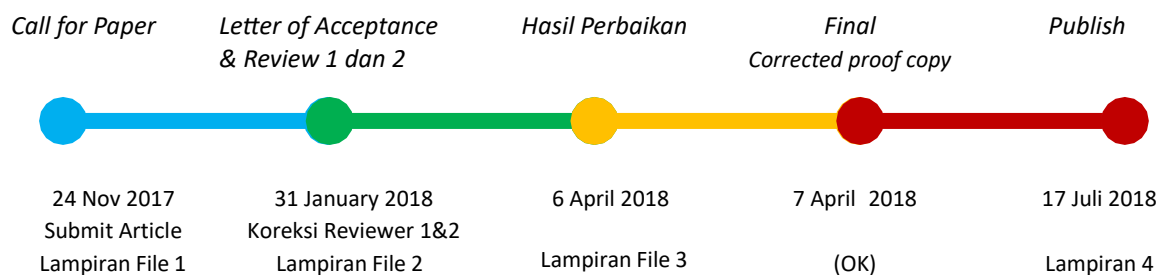 Call for Paper
Letter of Acceptance
& Review 1 dan 2
Hasil Perbaikan
Final
Corrected proof copy
Publish
24 Nov 2017
Submit Article
Lampiran File 1
31 January 2018
Koreksi Reviewer 1&2
Lampiran File 2
6 April 2018
Lampiran File 3
7 April 2018
(OK)
17 Juli 2018
Lampiran 4